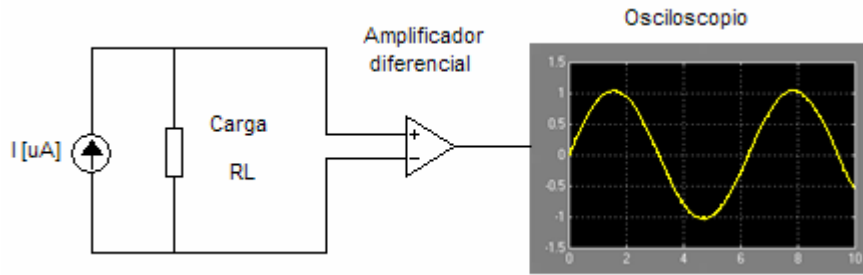 Osciloscopio
Amplificador
diferencial
I [uA]
Carga
RL
+
-
1.5
1
0.5
0
-0.5
-1
-1.5
0 2 4 6 8 10